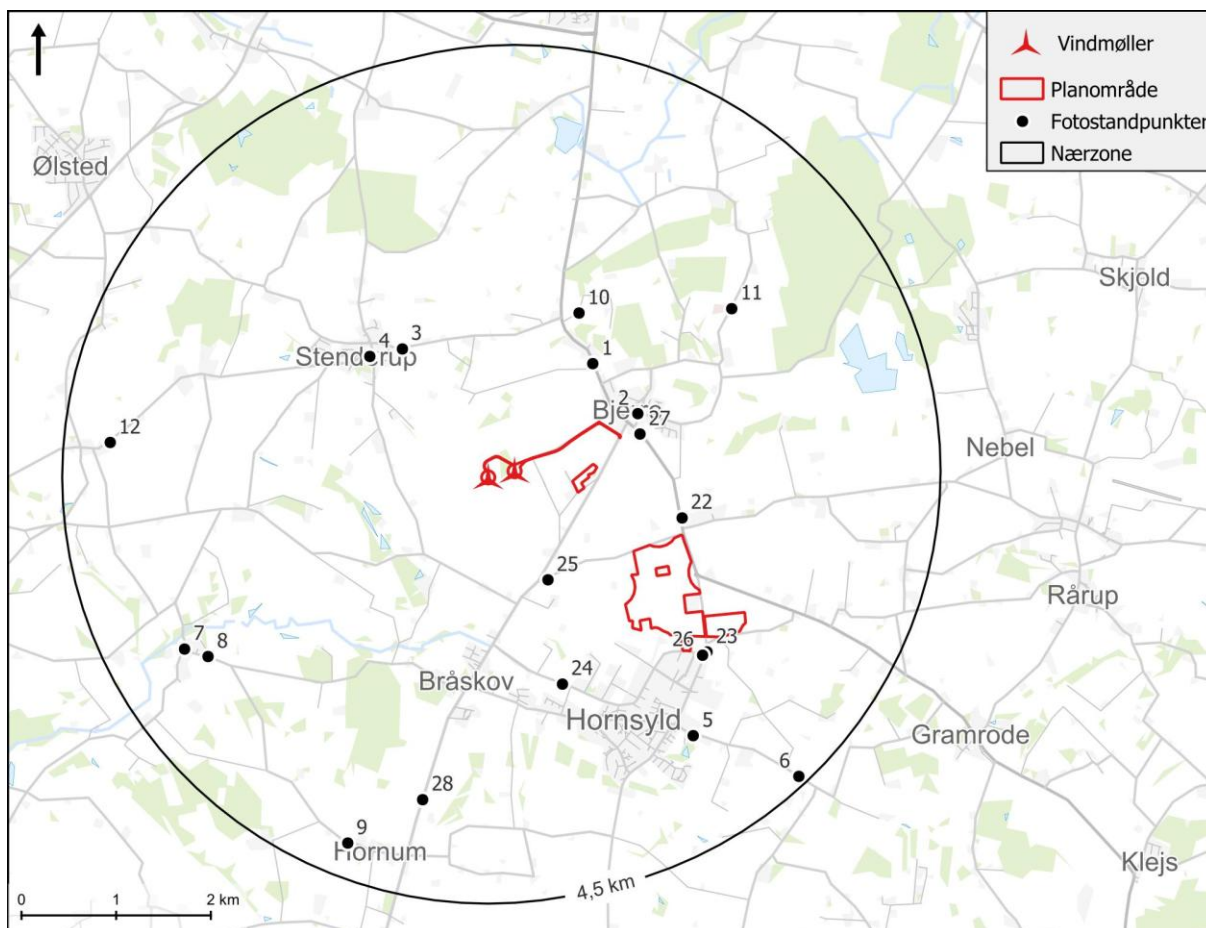 Vindmøller
Planområde
Fotostandpunkter
Nærzone
Ølsted
Skjold
10
11
4
3
Stenderup
1
2
Bjerre
27
12
Nebel
22
25
Rårup
7
8
26
23
Bråskov
24
Hornsyld
5
Gramrode
6
28
9
Hornum
Klejs
4,5 km
0
1
2 km